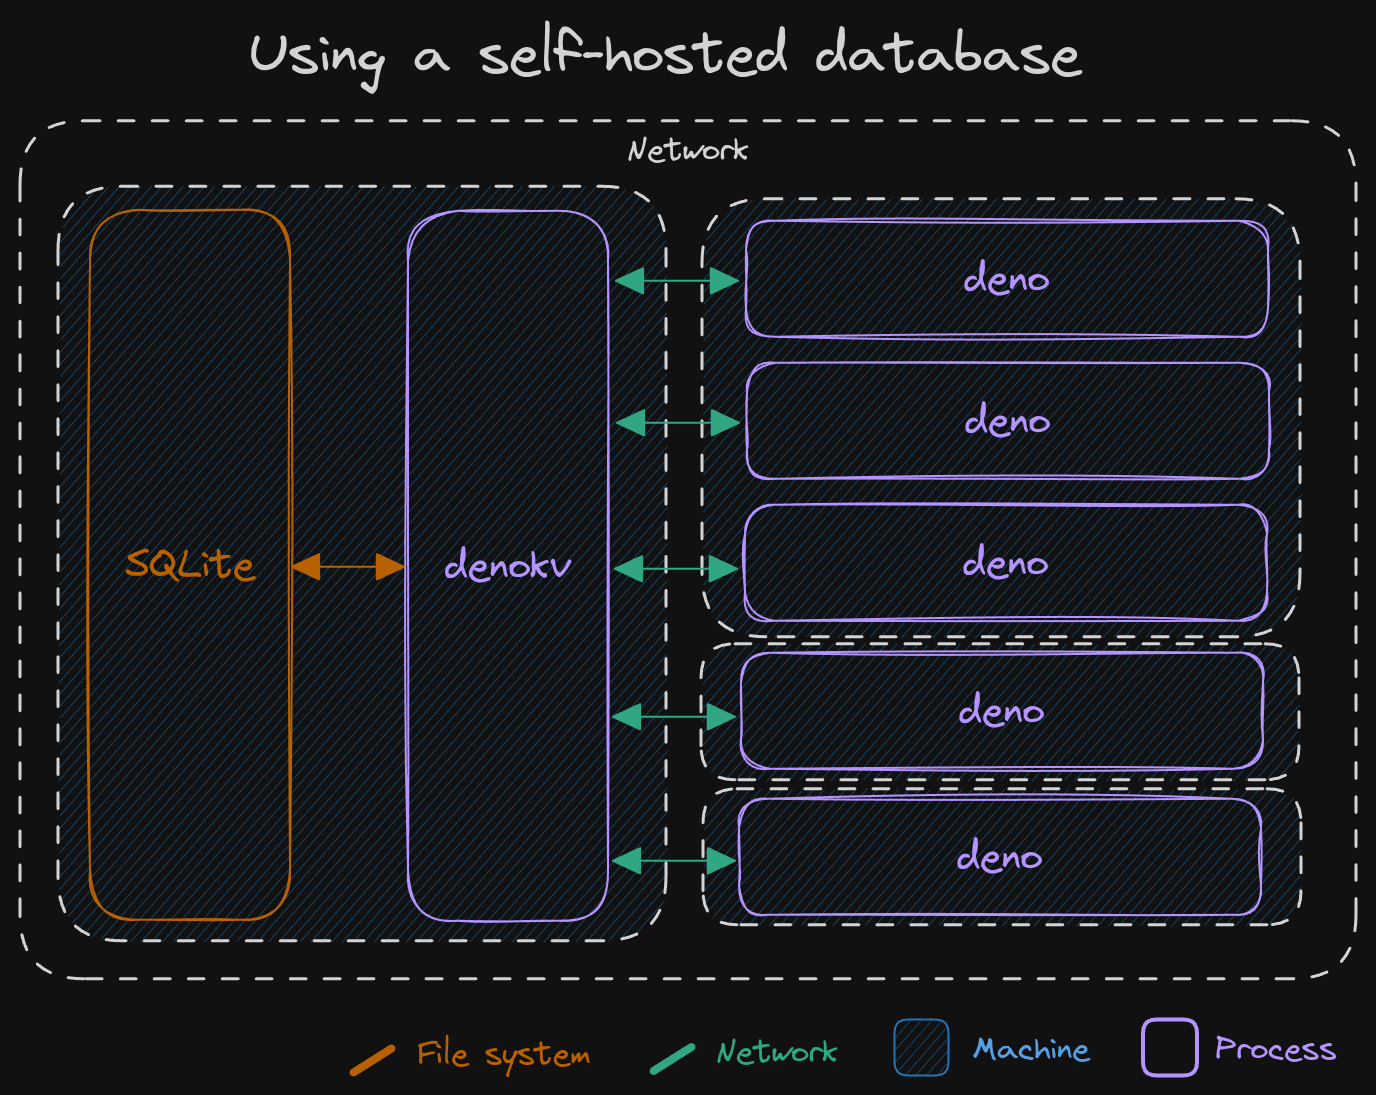 Using a self-hosted database
Network
SQLite
denokv
deno
deno
deno
deno
deno
File system
Network
Machine
Process